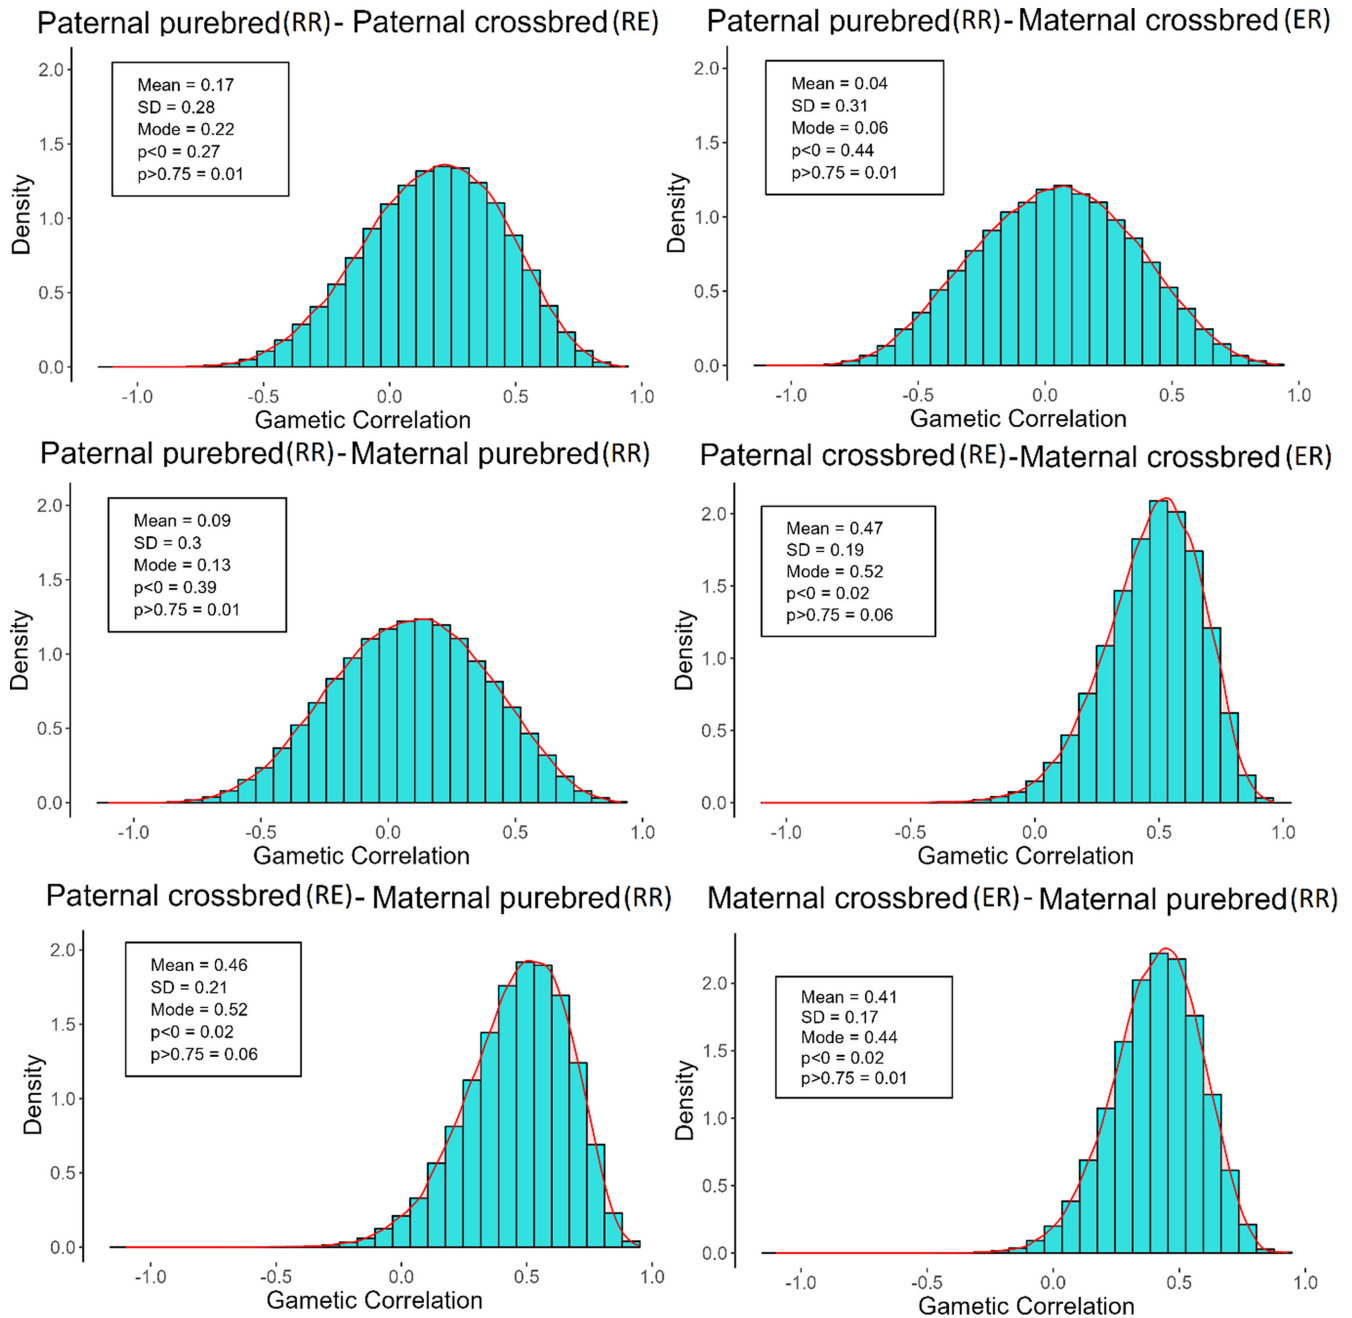 Paternal purebred(RR)- Paternal crossbred(RE)
Mean = 0.17
SD = 0.28
Mode = 0.22
p<0 = 0.27
p>0.75 = 0.01
Density
2.0
1.5
1.0
0.5
0.0
-1.0 -0.5 0.0 0.5 1.0
Gametic Correlation
Paternal purebred(RR)-Maternal crossbred(ER)
Mean = 0.04
SD = 0.31
Mode = 0.06
p<0 = 0.44
p>0.75 = 0.01
Density
2.0
1.5
1.0
0.5
0.0
-1.0 -0.5 0.0 0.5 1.0
Gametic Correlation
Paternal purebred(RR)-Maternal purebred(RR)
Mean = 0.09
SD = 0.3
Mode = 0.13
p<0 = 0.39
p>0.75 = 0.01
Density
2.0
1.5
1.0
0.5
0.0
-1.0 -0.5 0.0 0.5 1.0
Gametic Correlation
Paternal crossbred(RE)-Maternal crossbred(ER)
Mean = 0.47
SD = 0.19
Mode = 0.52
p<0 = 0.02
p>0.75 = 0.06
Density
2.0
1.5
1.0
0.5
0.0
-1.0 -0.5 0.0 0.5 1.0
Gametic Correlation
Paternal crossbred(RE)- Maternal purebred(RR)
Mean = 0.46
SD = 0.21
Mode = 0.52
p<0 = 0.02
p>0.75 = 0.06
Density
2.0
1.5
1.0
0.5
0.0
-1.0 -0.5 0.0 0.5 1.0
Gametic Correlation
Maternal crossbred(ER)- Maternal purebred(RR)
Mean = 0.41
SD = 0.17
Mode = 0.44
p<0 = 0.02
p>0.75 = 0.01
Density
2.0
1.5
1.0
0.5
0.0
-1.0 -0.5 0.0 0.5 1.0
Gametic Correlation